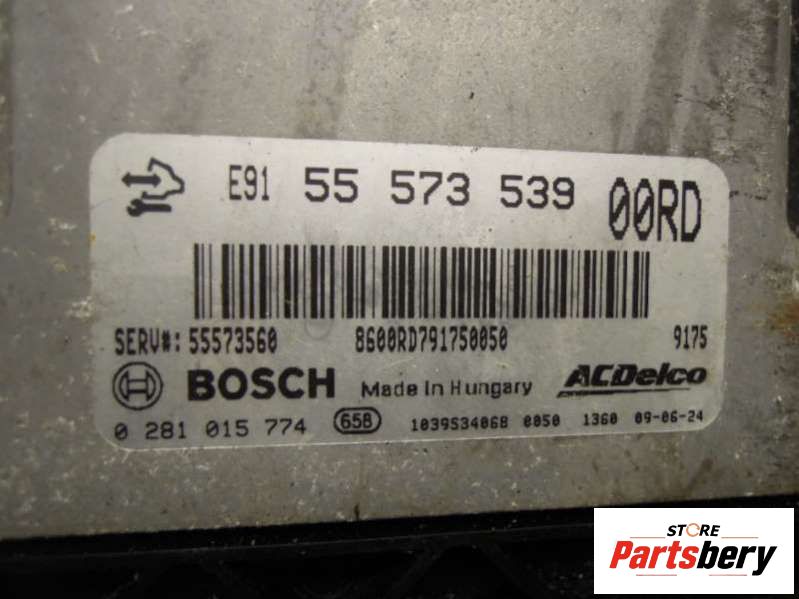 E91 55 573 539 00RD
SERV#: 55573560 8600RD791750050 9175
BOSCH Made in Hungary ACDelco
0 281 015 774 65B 1039S34068 0050 1360 09-06-24
STORE
Partsbery